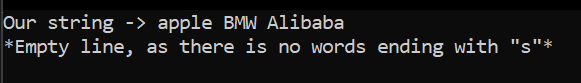 Our string -> apple BMW Alibaba
*Empty line, as there is no words ending with "s"*